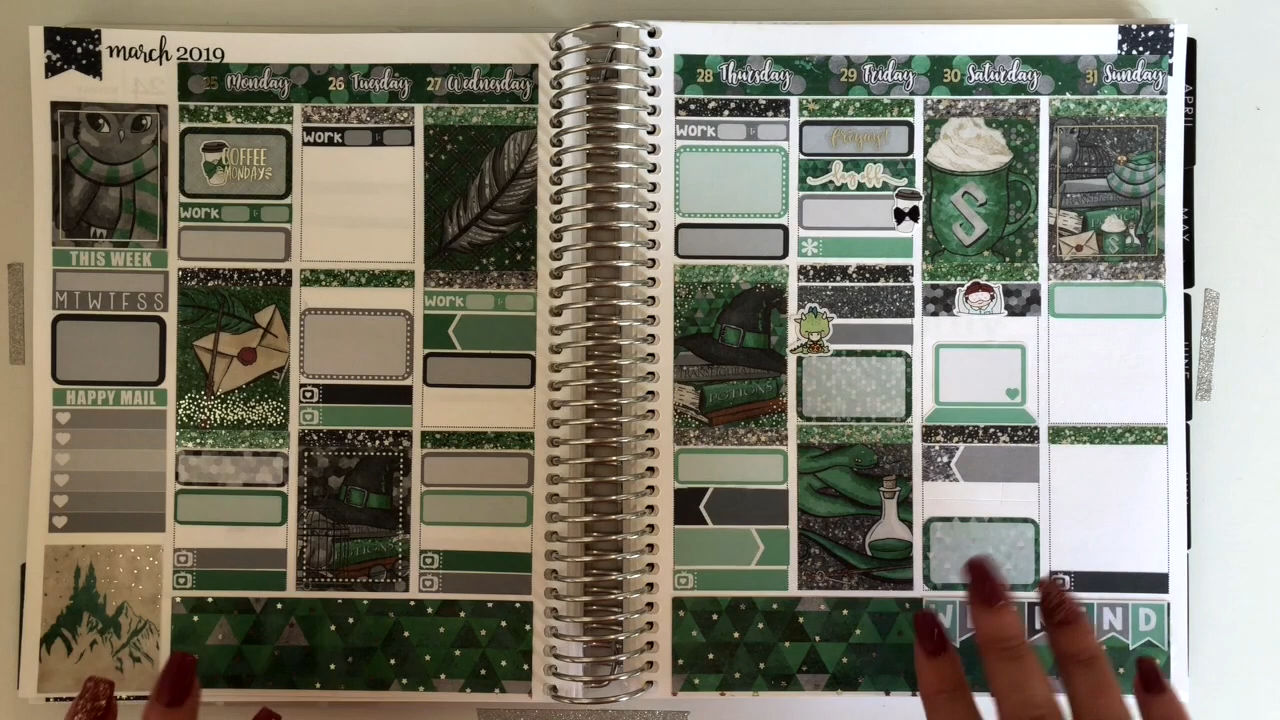 march 2019
25 Monday
26 Tuesday
27 Wednesday
28 Thursday
29 Friday
30 Saturday
31 Sunday
THIS WEEK
MTWTFSS
HAPPY MAIL
COFFEE
MONDAY
WORK
WORK
WORK
POTIONS
WORK
POTIONS
day off
S
WEEKEND
APRIL
MAY
JUNE